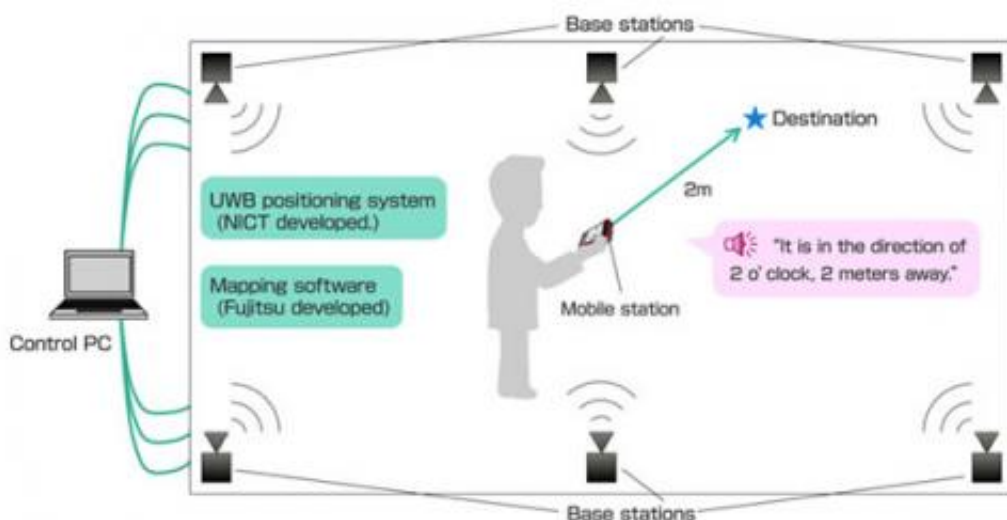 Base stations
Destination
2m
UWB positioning system
(NICT developed.)
"It is in the direction of
2 o' clock, 2 meters away."
Mapping software
(Fujitsu developed)
Mobile station
Control PC
Base stations